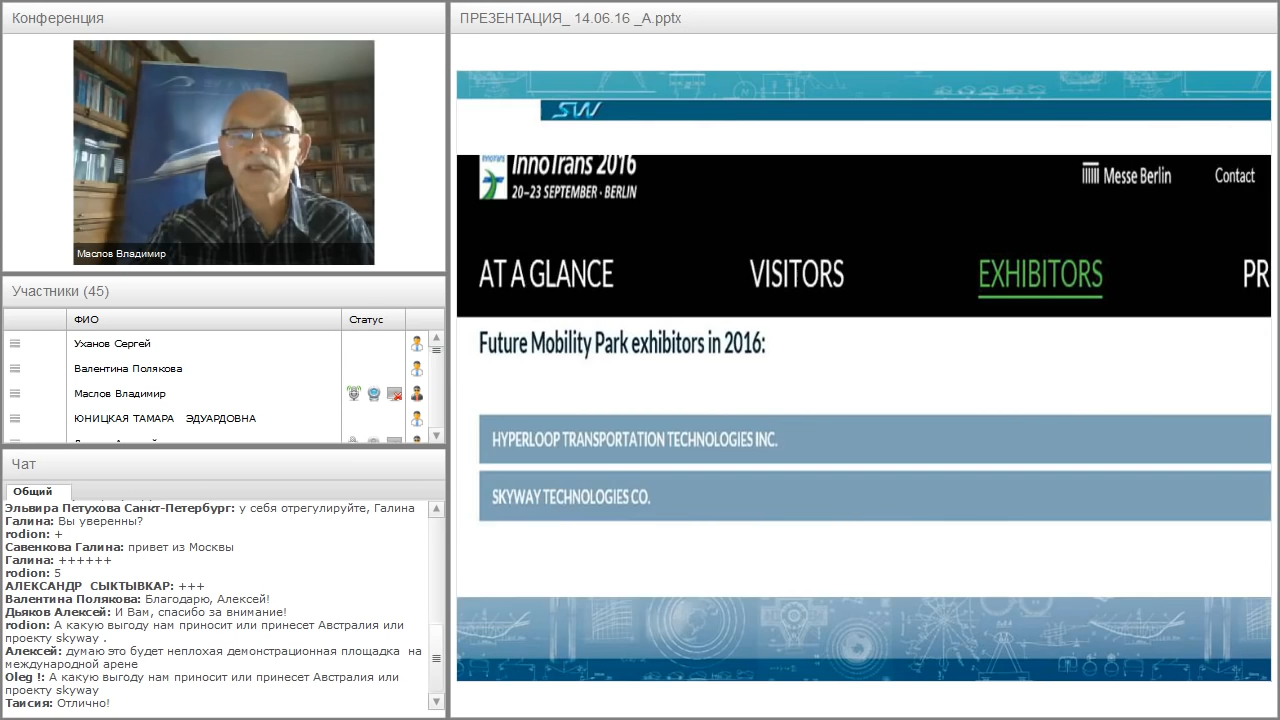 Конференция
Маслов Владимир
Участники (45)
ФИО
Статус
Уханов Сергей
Валентина Полякова
Маслов Владимир
ЮНИЦКАЯ ТАМАРА ЭДУАРДОВНА
Чат
Общий
Эльвира Петухова Санкт-Петербург: у себя отрегулируйте, Галина
Галина: Вы уверенны?
rodion: +
Савенкова Галина: привет из Москвы
Галина: ++++++
rodion: 5
АЛЕКСАНДР СЫКТЫВКАР: +++
Валентина Полякова: Благодарю, Алексей!
Дьяков Алексей: И Вам, спасибо за внимание!
rodion: А какую выгоду нам приносит или принесет Австралия или
проекту skyway .
Алексей: думаю это будет неплохая демонстрационная площадка на
международной арене
Oleg !: А какую выгоду нам приносит или принесет Австралия или
проекту skyway
Таисия: Отлично!
ПРЕЗЕНТАЦИЯ_ 14.06.16 _A.pptx
SW
InnoTrans 2016
20–23 SEPTEMBER · BERLIN
Messe Berlin
Contact
AT A GLANCE
VISITORS
EXHIBITORS
PR
Future Mobility Park exhibitors in 2016:
HYPERLOOP TRANSPORTATION TECHNOLOGIES INC.
SKYWAY TECHNOLOGIES CO.